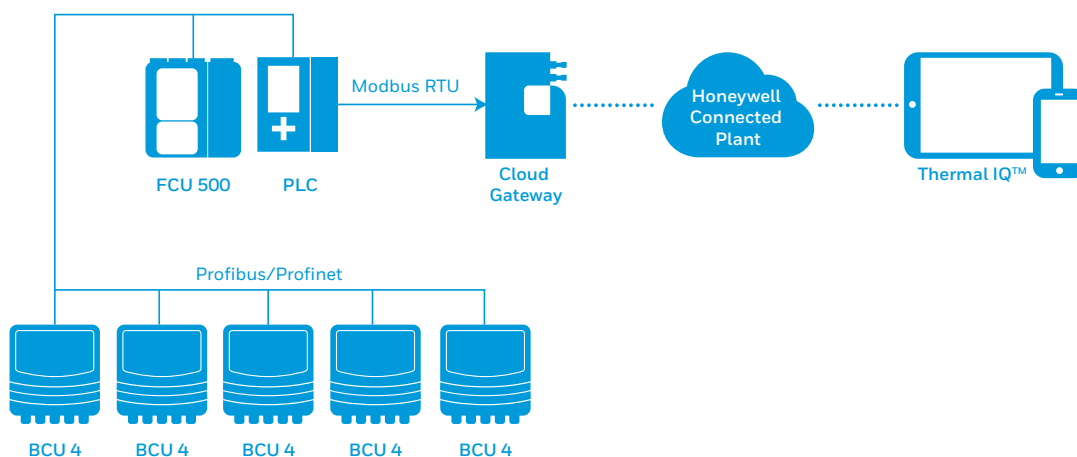 Modbus RTU
Honeywell
Connected
Plant
FCU 500
PLC
Cloud
Gateway
Thermal IQ™
Profibus/Profinet
BCU 4
BCU 4
BCU 4
BCU 4
BCU 4